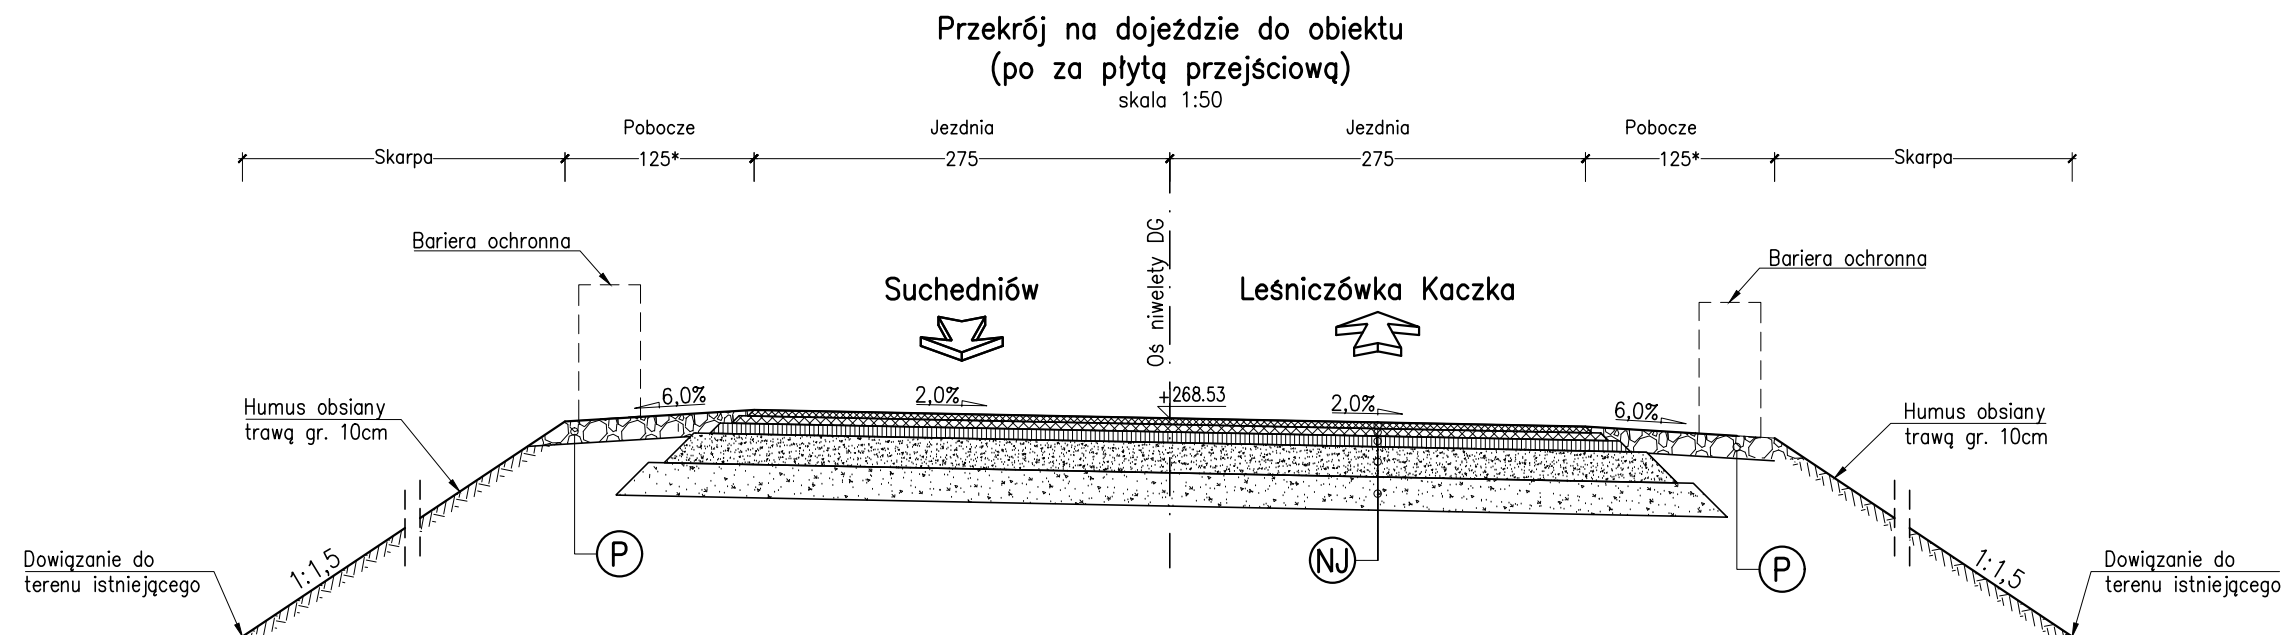 Przekrój na dojeździe do obiektu
(po za płytą przejściową)
skala 1:50
Pobocze
Jezdnia
Jezdnia
Pobocze
Skarpa
125*
275
275
125*
Skarpa
Bariera ochronna
Oś niwelety DG
Bariera ochronna
Suchedniów
Leśniczówka Kaczka
6,0%
2,0%
+268.53
2,0%
6,0%
Humus obsiany
trawą gr. 10cm
Humus obsiany
trawą gr. 10cm
Dowiązanie do
terenu istniejącego
1:1,5
P
NJ
P
1:1,5
Dowiązanie do
terenu istniejącego